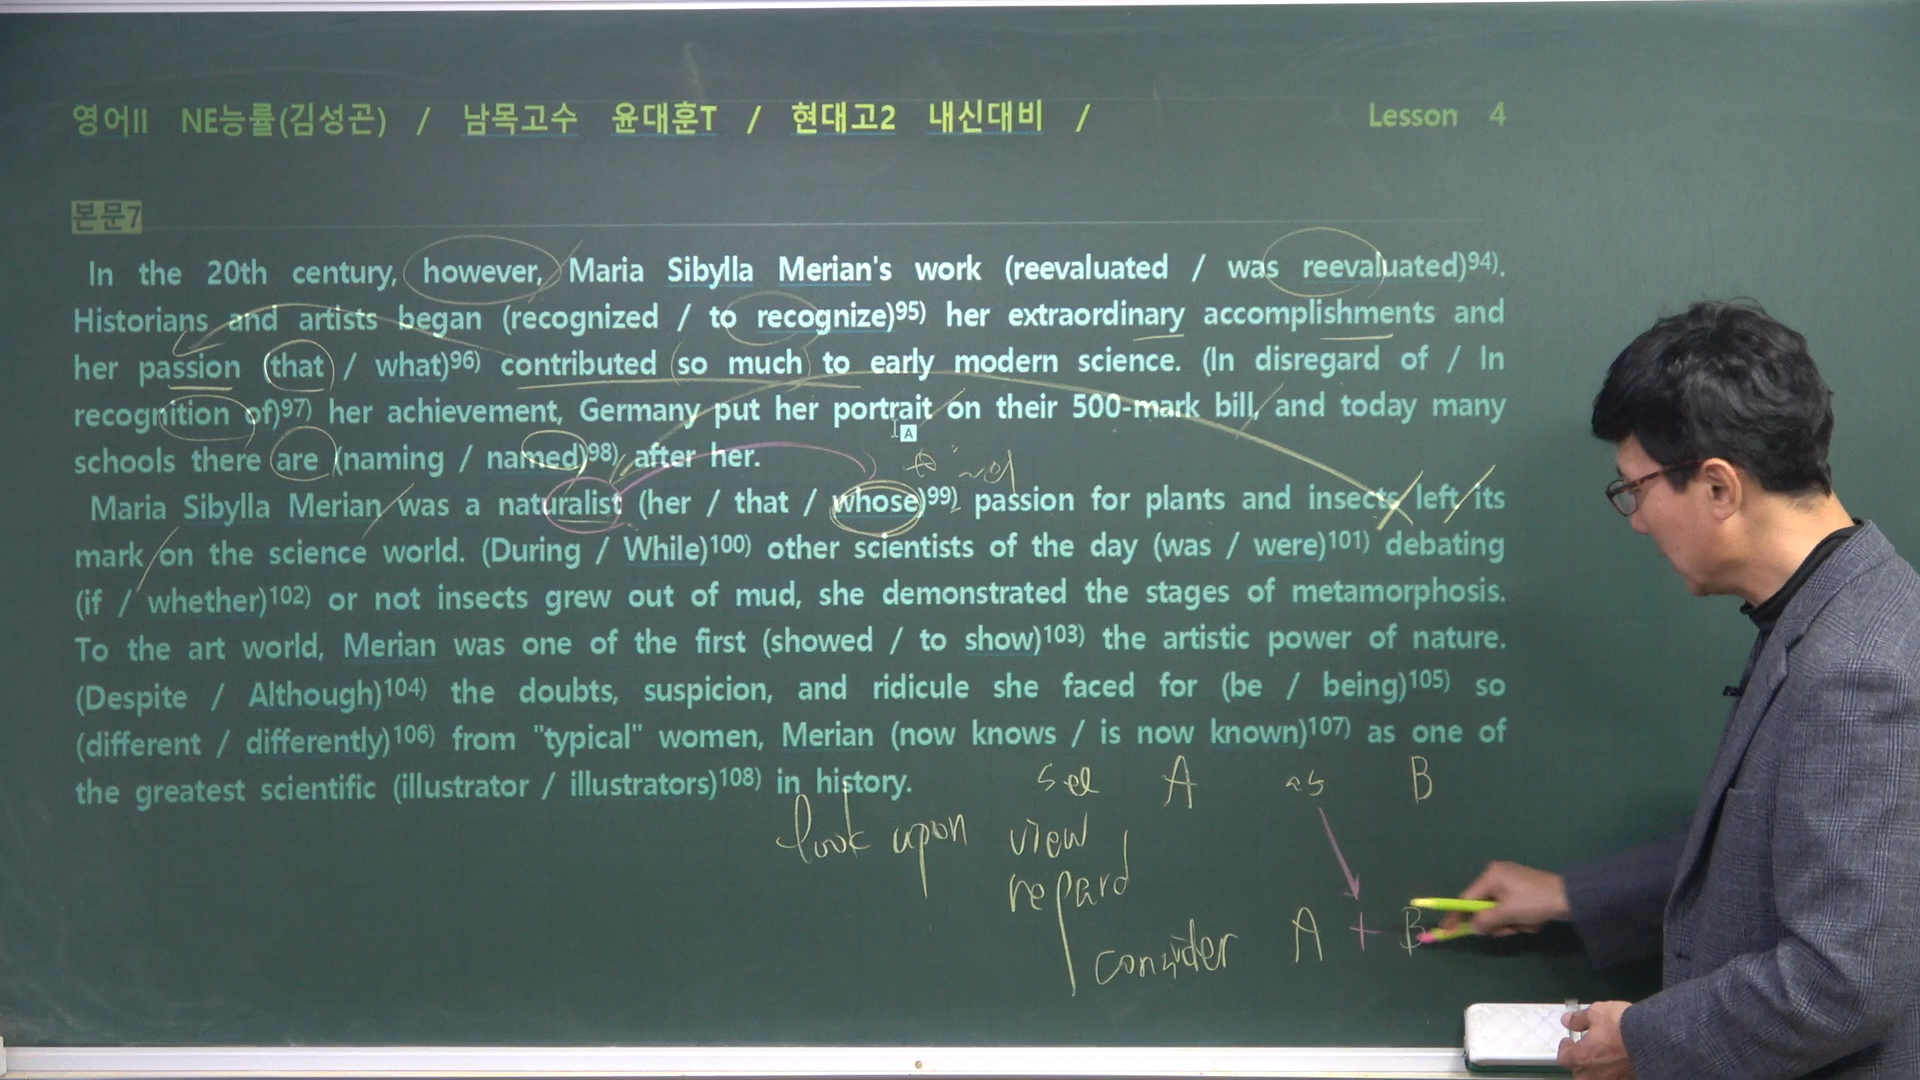 영어II NE능률(김성곤) / 남목고수 윤대훈T / 현대고2 내신대비 / Lesson 4
본문7
In the 20th century, however, Maria Sibylla Merian's work (reevaluated / was reevaluated)94).
Historians and artists began (recognized / to recognize)95) her extraordinary accomplishments and
her passion (that / what)96) contributed so much to early modern science. (In disregard of / In
recognition of)97) her achievement, Germany put her portrait on their 500-mark bill, and today many
A
schools there are (naming / named)98) after her.
Maria Sibylla Merian was a naturalist (her / that / whose)99) passion for plants and insects left its
mark on the science world. (During / While)100) other scientists of the day (was / were)101) debating
(if / whether)102) or not insects grew out of mud, she demonstrated the stages of metamorphosis.
To the art world, Merian was one of the first (showed / to show)103) the artistic power of nature.
(Despite / Although)104) the doubts, suspicion, and ridicule she faced for (be / being)105) so
(different / differently)106) from "typical" women, Merian (now knows / is now known)107) as one of
the greatest scientific (illustrator / illustrators)108) in history.
see A as B
look upon view
regard
consider A + B